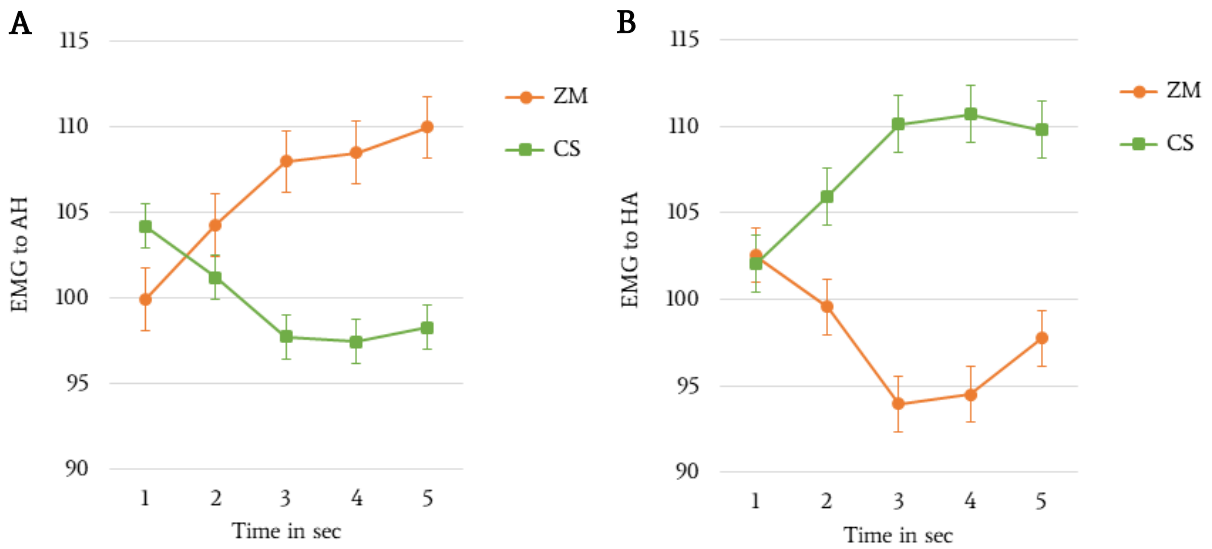 A
115
110
105
100
95
90
EMG to AH
1 2 3 4 5
Time in sec
ZM
CS
B
115
110
105
100
95
90
EMG to HA
1 2 3 4 5
Time in sec
ZM
CS